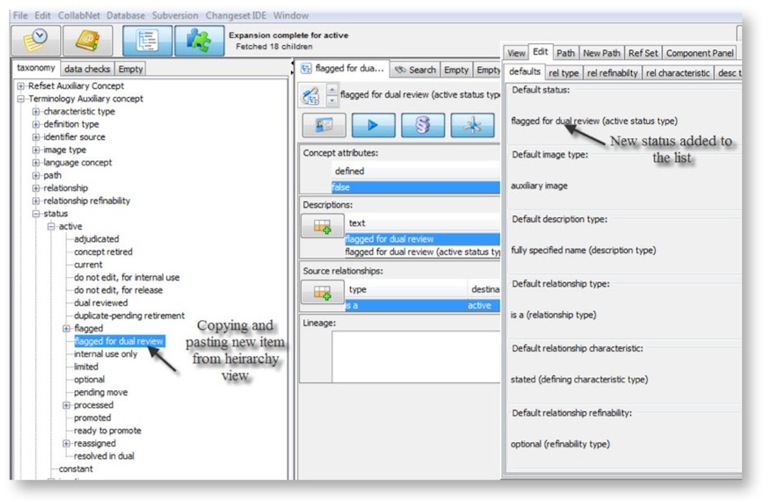 File Edit CollabNet Database Subversion Changeset IDE Window
Expansion complete for active
Fetched 18 children
taxonomy data checks Empty
Refset Auxiliary Concept
Terminology Auxiliary concept
characteristic type
definition type
identifier source
image type
language concept
path
relationship
relationship refinability
status
active
adjudicated
concept retired
current
do not edit, for internal use
do not edit, for release
dual reviewed
duplicate-pending retirement
flagged
flagged for dual review
internal use only
limited
optional
pending move
processed
promoted
ready to promote
reassigned
resolved in dual
constant
Copying and
pasting new item
from heirarchy
view
flagged for dua... Search Empty Empty
flagged for dual review (active status type
Concept attributes:
defined
false
Descriptions:
text
flagged for dual review
flagged for dual review (active status ty
Source relationships:
type destina
is a active
Lineage:
View Edit Path New Path Ref Set Component Panel
defaults rel type rel refinabilty rel characteristic desc t
Default status:
flagged for dual review (active status type)
New status added to
the list
Default image type:
auxiliary image
Default description type:
fully specified name (description type)
Default relationship type:
is a (relationship type)
Default relationship characteristic:
stated (defining characteristic type)
Default relationship refinability:
optional (refinability type)